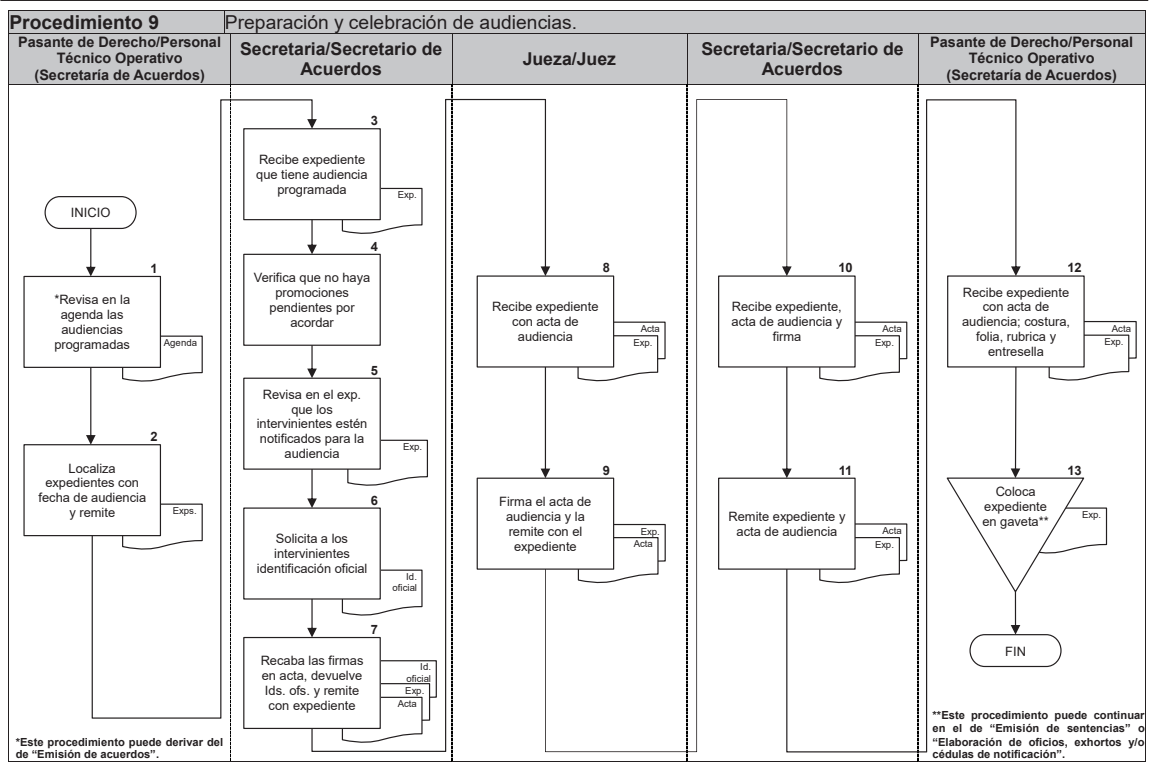 Procedimiento 9
Preparación y celebración de audiencias.
Pasante de Derecho/Personal
Técnico Operativo
(Secretaría de Acuerdos)
Secretaria/Secretario de
Acuerdos
Jueza/Juez
Secretaria/Secretario de
Acuerdos
Pasante de Derecho/Personal
Técnico Operativo
(Secretaría de Acuerdos)
INICIO
1
*Revisa en la
agenda las
audiencias
programadas
Agenda
2
Localiza
expedientes con
fecha de audiencia
y remite
Exps.
*Este procedimiento puede derivar del
de “Emisión de acuerdos”.
3
Recibe expediente
que tiene audiencia
programada
Exp.
4
Verifica que no haya
promociones
pendientes por
acordar
5
Revisa en el exp.
que los
intervinientes estén
notificados para la
audiencia
Exp.
6
Solicita a los
intervinientes
identificación oficial
Id.
oficial
7
Recaba las firmas
en acta, devuelve
Ids. ofs. y remite
con expediente
Id.
oficial
Exp.
Acta
8
Recibe expediente
con acta de
audiencia
Acta
Exp.
9
Firma el acta de
audiencia y la
remite con el
expediente
Exp.
Acta
10
Recibe expediente,
acta de audiencia y
firma
Acta
Exp.
11
Remite expediente y
acta de audiencia
Acta
Exp.
12
Recibe expediente
con acta de
audiencia; costura,
folia, rubrica y
entresella
Acta
Exp.
13
Coloca
expediente
en gaveta**
Exp.
FIN
**Este procedimiento puede continuar
en el de “Emisión de sentencias” o
“Elaboración de oficios, exhortos y/o
cédulas de notificación”.